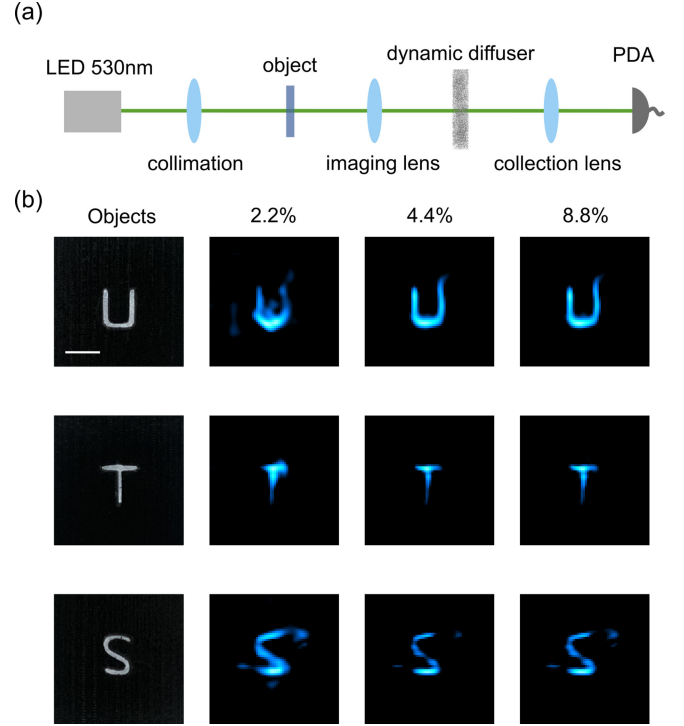 (a)
LED 530nm
object
dynamic diffuser
PDA
collimation
imaging lens
collection lens
(b)
Objects 2.2% 4.4% 8.8%
U U U U
T T T T
S S S S